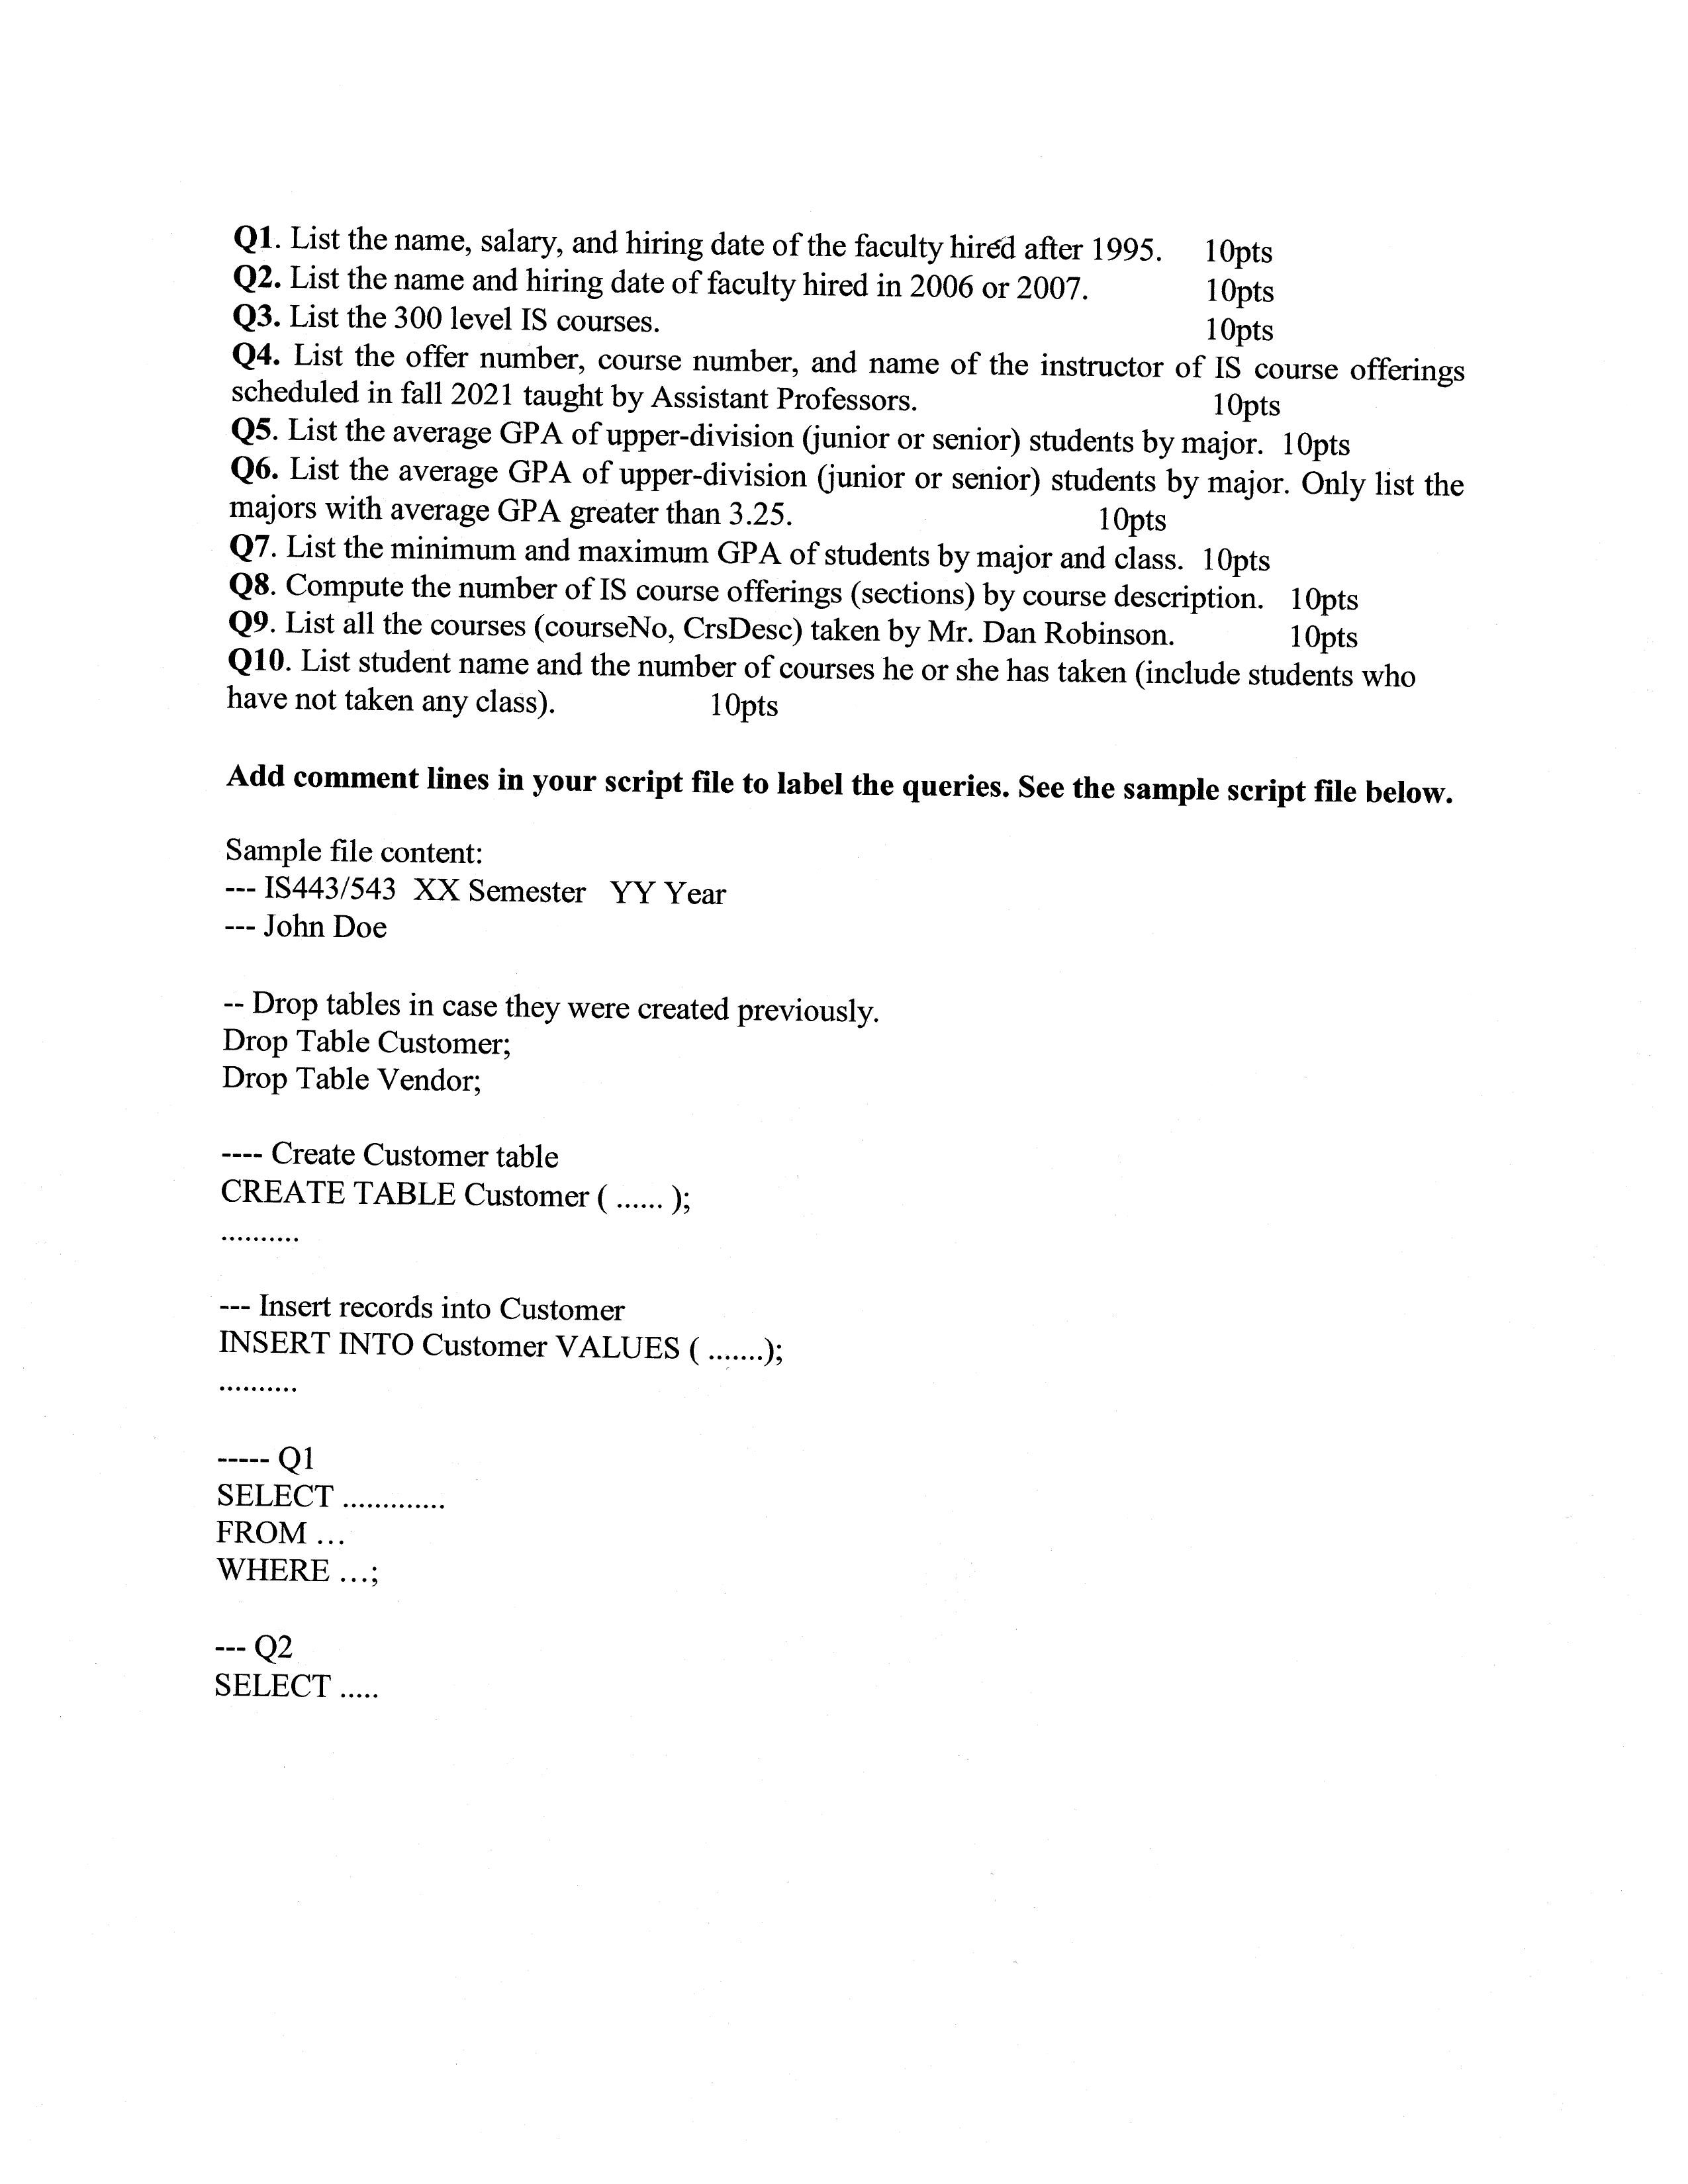 Q1. List the name, salary, and hiring date of the faculty hired after 1995. 10pts
Q2. List the name and hiring date of faculty hired in 2006 or 2007. 10pts
Q3. List the 300 level IS courses. 10pts
Q4. List the offer number, course number, and name of the instructor of IS course offerings
scheduled in fall 2021 taught by Assistant Professors. 10pts
Q5. List the average GPA of upper-division (junior or senior) students by major. 10pts
Q6. List the average GPA of upper-division (junior or senior) students by major. Only list the
majors with average GPA greater than 3.25. 10pts
Q7. List the minimum and maximum GPA of students by major and class. 10pts
Q8. Compute the number of IS course offerings (sections) by course description. 10pts
Q9. List all the courses (courseNo, CrsDesc) taken by Mr. Dan Robinson. 10pts
Q10. List student name and the number of courses he or she has taken (include students who
have not taken any class). 10pts
Add comment lines in your script file to label the queries. See the sample script file below.
Sample file content:
--- IS443/543 XX Semester YY Year
--- John Doe
-- Drop tables in case they were created previously.
Drop Table Customer;
Drop Table Vendor;
---- Create Customer table
CREATE TABLE Customer ( ...... );
..........
--- Insert records into Customer
INSERT INTO Customer VALUES ( .......);
..........
----- Q1
SELECT .............
FROM ...
WHERE ...;
--- Q2
SELECT .....